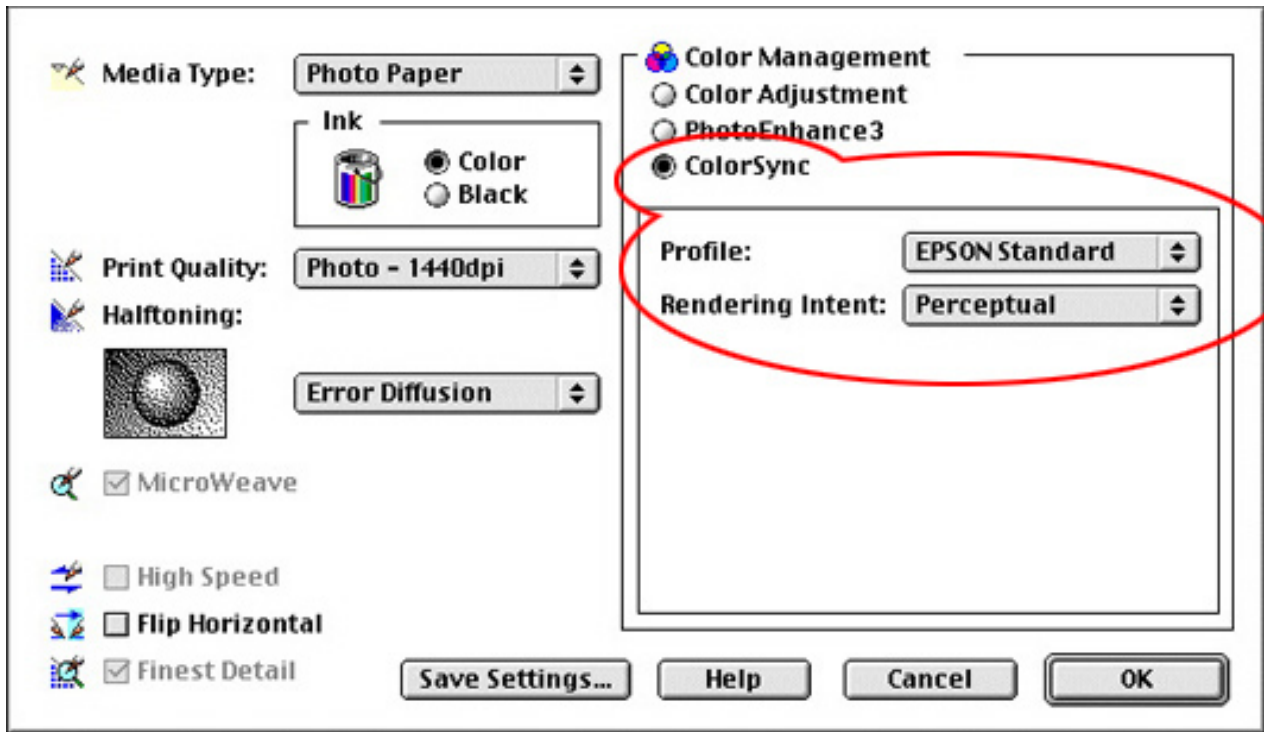 Media Type:
Photo Paper
Ink
Color
Black
Print Quality:
Photo - 1440dpi
Halftoning:
Error Diffusion
MicroWeave
High Speed
Flip Horizontal
Finest Detail
Color Management
Color Adjustment
PhotoEnhance3
ColorSync
Profile:
EPSON Standard
Rendering Intent:
Perceptual
Save Settings...
Help
Cancel
OK